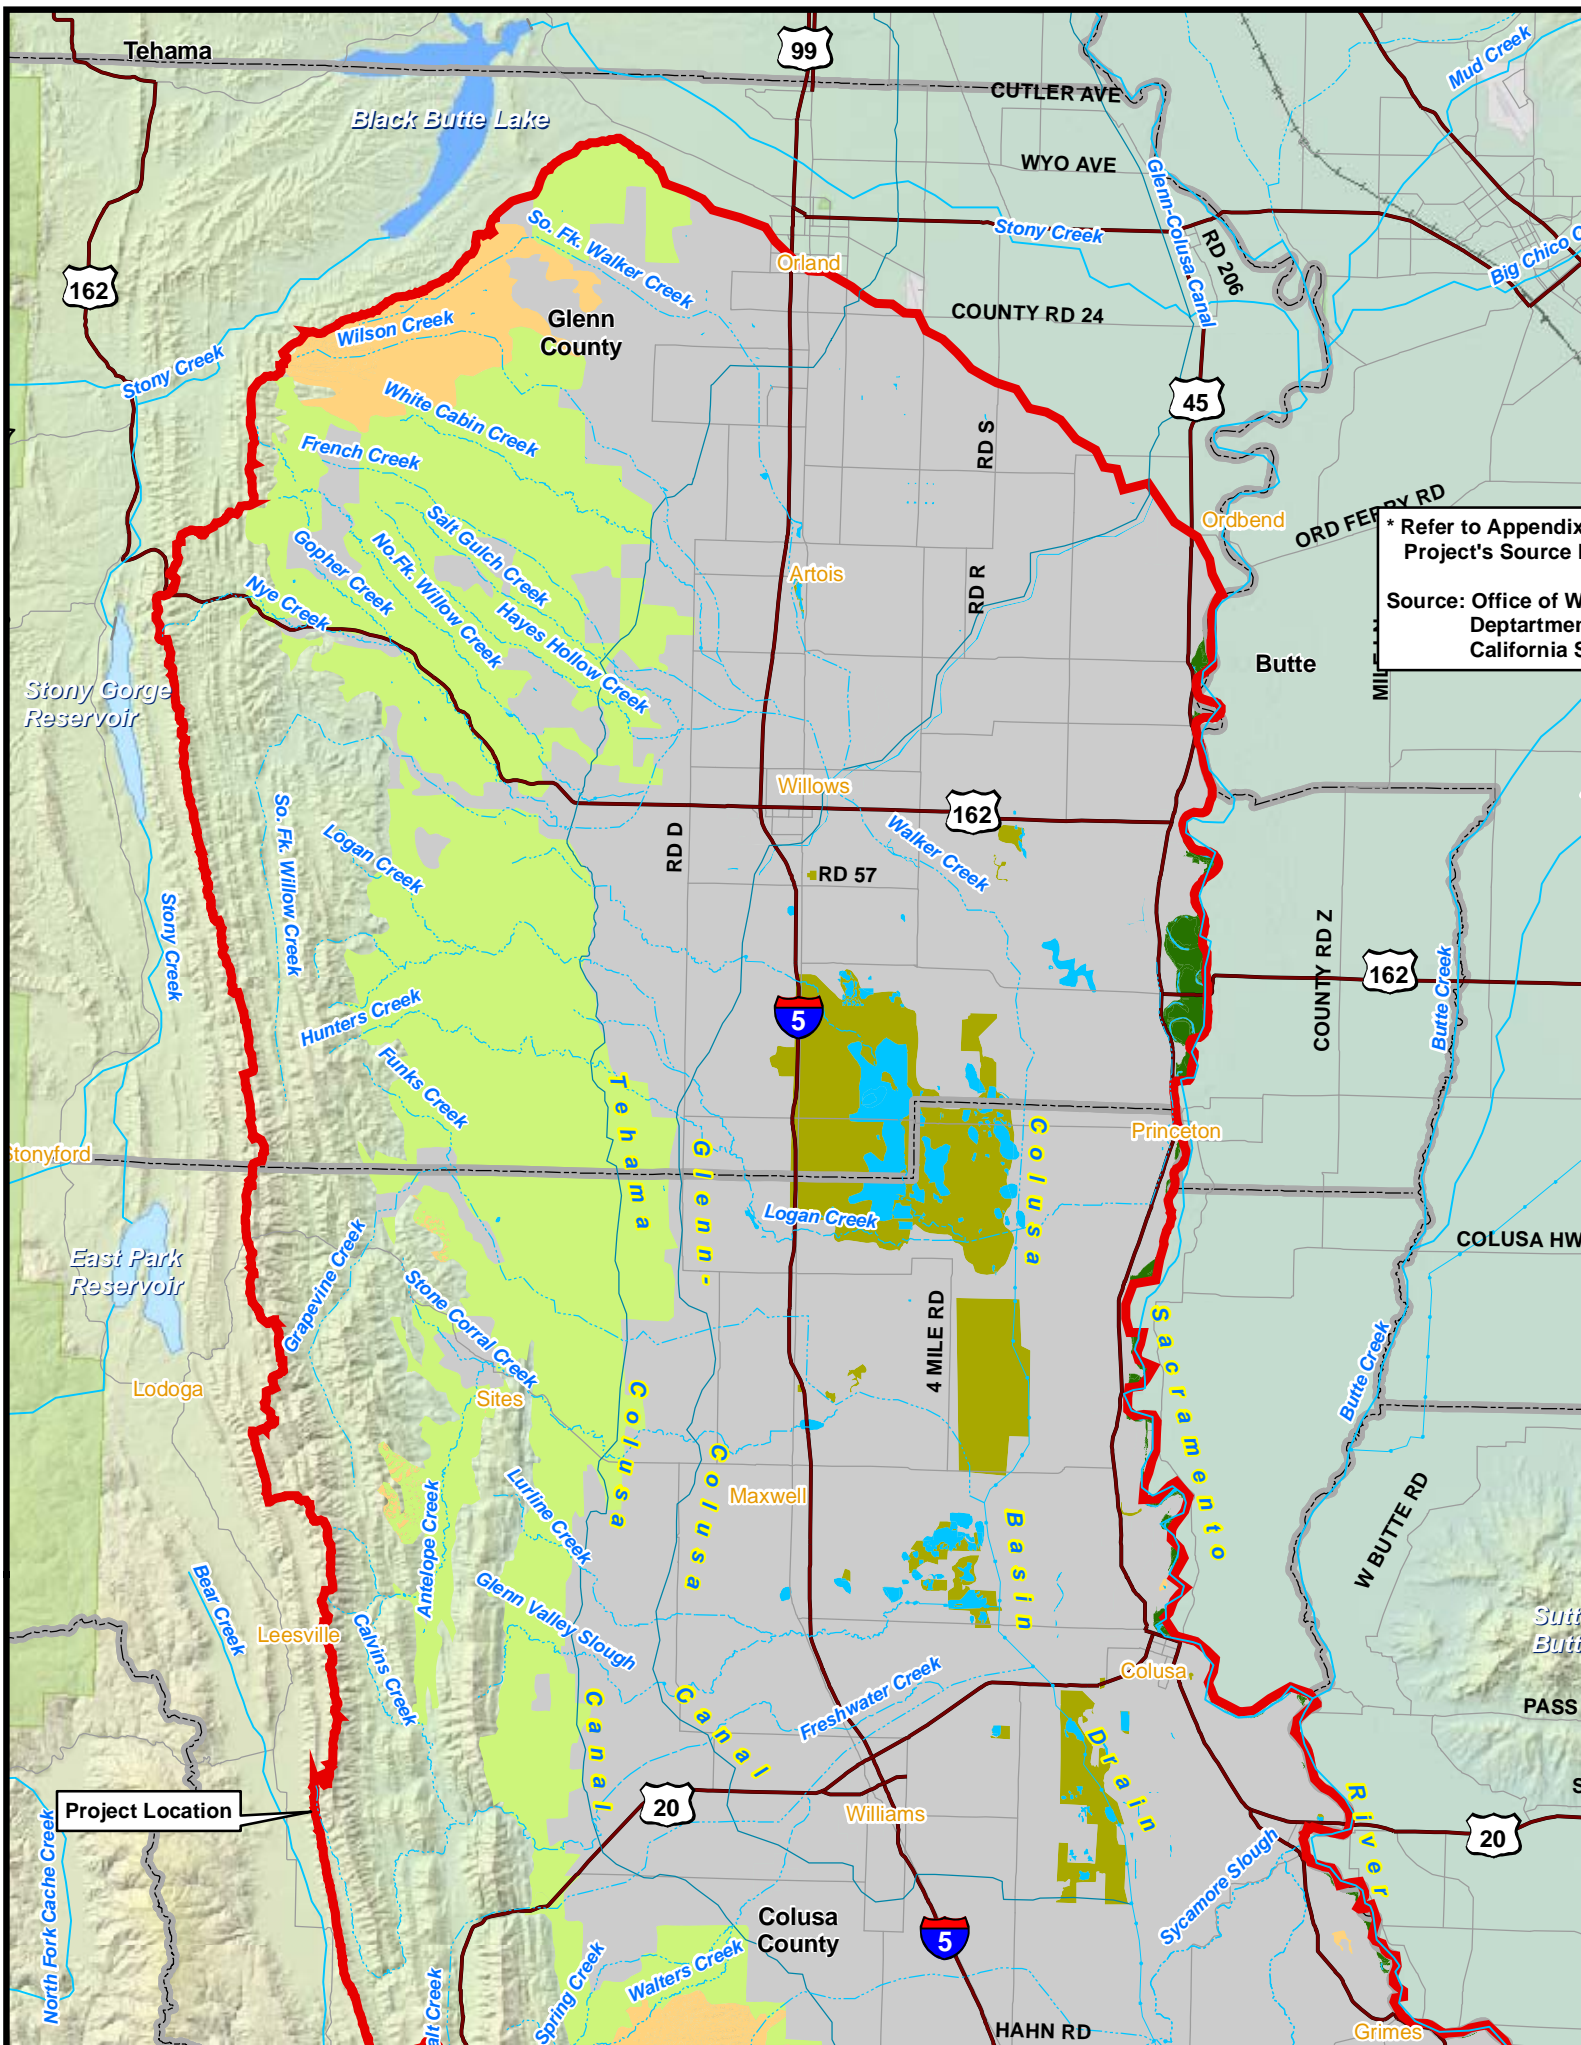 Tehama
99
Mud Creek
CUTLER AVE
Black Butte Lake
WYO AVE
Glenn-Colusa Canal
So. Fk. Walker Creek
Stony Creek
RD 206
Big Chico C
Orland
162
Glenn
County
COUNTY RD 24
Wilson Creek
Stony Creek
45
White Cabin Creek
French Creek
RD S
Ordbend
ORD FERRY RD
* Refer to Appendix
Project's Source
Source: Office of W
Deptartmen
California S
Salt Gulch Creek
Gopher Creek
No. Fk. Willow Creek
Nye Creek
Hayes Hollow Creek
Artois
RD R
Butte
Stony Gorge
Reservoir
Willows
162
So. Fk. Willow Creek
Logan Creek
RD D
RD 57
Walker Creek
Stony Creek
COUNTY RD Z
162
Butte Creek
5
Hunters Creek
Funks Creek
Tehama
Colusa
Canal
Glenn-
Colusa
Canal
Colusa
Basin
Drain
Princeton
Stonyford
Logan Creek
East Park
Reservoir
Grapevine Creek
Stone Corral Creek
COLUSA HW
4 MILE RD
Sacramento
River
Butte Creek
Lodoga
Sites
Maxwell
Antelope Creek
Lurline Creek
W BUTTE RD
Bear Creek
Glenn Valley Slough
Leesville
Calvins Creek
Sutt
Butt
Colusa
Freshwater Creek
PASS
Project Location
20
Williams
20
North Fork Cache Creek
Sycamore Slough
Colusa
County
5
Walters Creek
Spring Creek
alt Creek
HAHN RD
Grimes